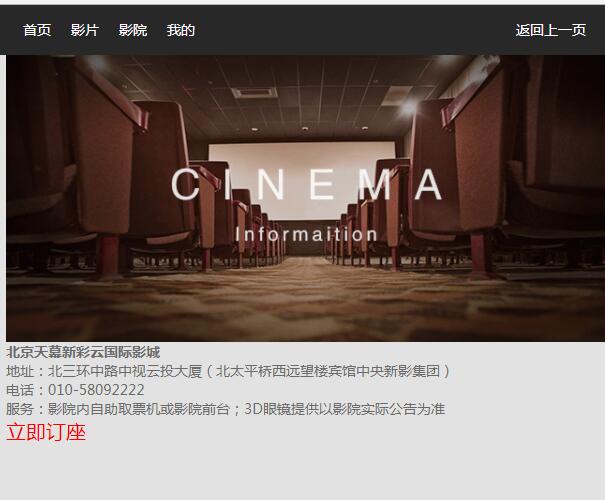 首页 影片 影院 我的 返回上一页
CINEMA
Informaition
北京天幕新彩云国际影城
地址：北三环中路中视云投大厦（北太平桥西远望楼宾馆中央新影集团）
电话：010-58092222
服务：影院内自助取票机或影院前台；3D眼镜提供以影院实际公告为准
立即订座